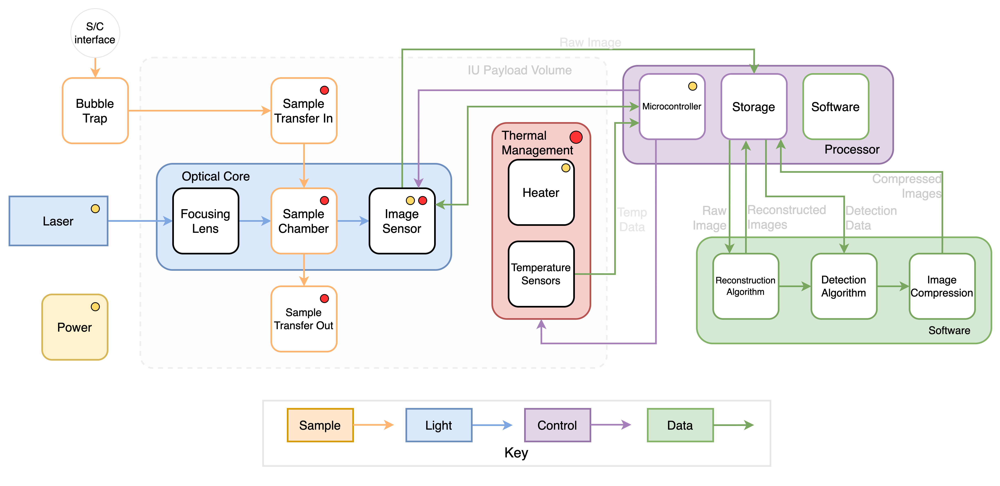 S/C
interface
Raw Image
IU Payload Volume
Bubble
Trap
Sample
Transfer In
Microcontroller
Storage
Software
Processor
Thermal
Management
Heater
Temperature
Sensors
Optical Core
Focusing
Lens
Sample
Chamber
Image
Sensor
Laser
Sample
Transfer Out
Power
Temp
Data
Raw
Image
Reconstructed
Images
Detection
Data
Compressed
Images
Reconstruction
Algorithm
Detection
Algorithm
Image
Compression
Software
Sample
Light
Control
Data
Key